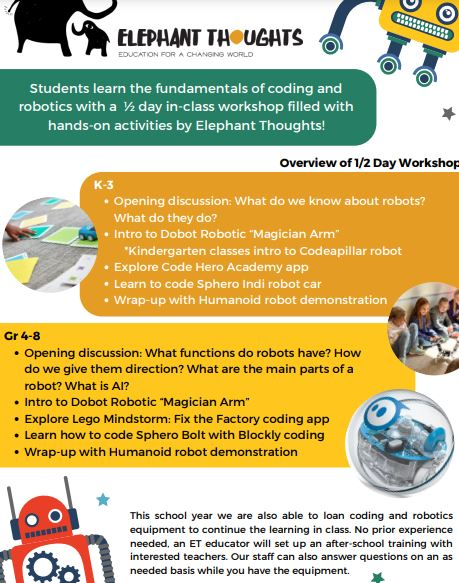 ELEPHANT THOUGHTS
EDUCATION FOR A CHANGING WORLD
Students learn the fundamentals of coding and
robotics with a ½ day in-class workshop filled with
hands-on activities by Elephant Thoughts!
Overview of 1/2 Day Workshop
K-3
• Opening discussion: What do we know about robots?
What do they do?
• Intro to Dobot Robotic "Magician Arm"
*Kindergarten classes intro to Codeapillar robot
• Explore Code Hero Academy app
• Learn to code Sphero Indi robot car
• Wrap-up with Humanoid robot demonstration
Gr 4-8
• Opening discussion: What functions do robots have? How
do we give them direction? What are the main parts of a
robot? What is AI?
• Intro to Dobot Robotic "Magician Arm"
• Explore Lego Mindstorm: Fix the Factory coding app
• Learn how to code Sphero Bolt with Blockly coding
• Wrap-up with Humanoid robot demonstration
This school year we are also able to loan coding and robotics
equipment to continue the learning in class. No prior experience
needed, an ET educator will set up an after-school training with
interested teachers. Our staff can also answer questions on an as
needed basis while you have the equipment.